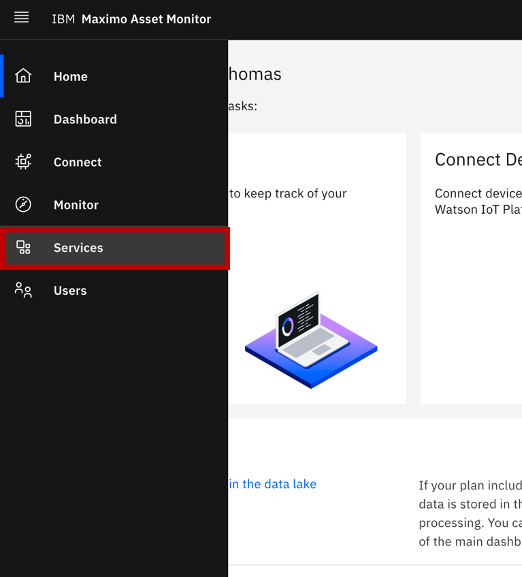 IBM Maximo Asset Monitor
Home
Dashboard
Connect
Monitor
Services
Users
homas
asks:
to keep track of your
Connect De
Connect device
Watson IoT Plat
in the data lake
If your plan includ
data is stored in th
processing. You ca
of the main dashb